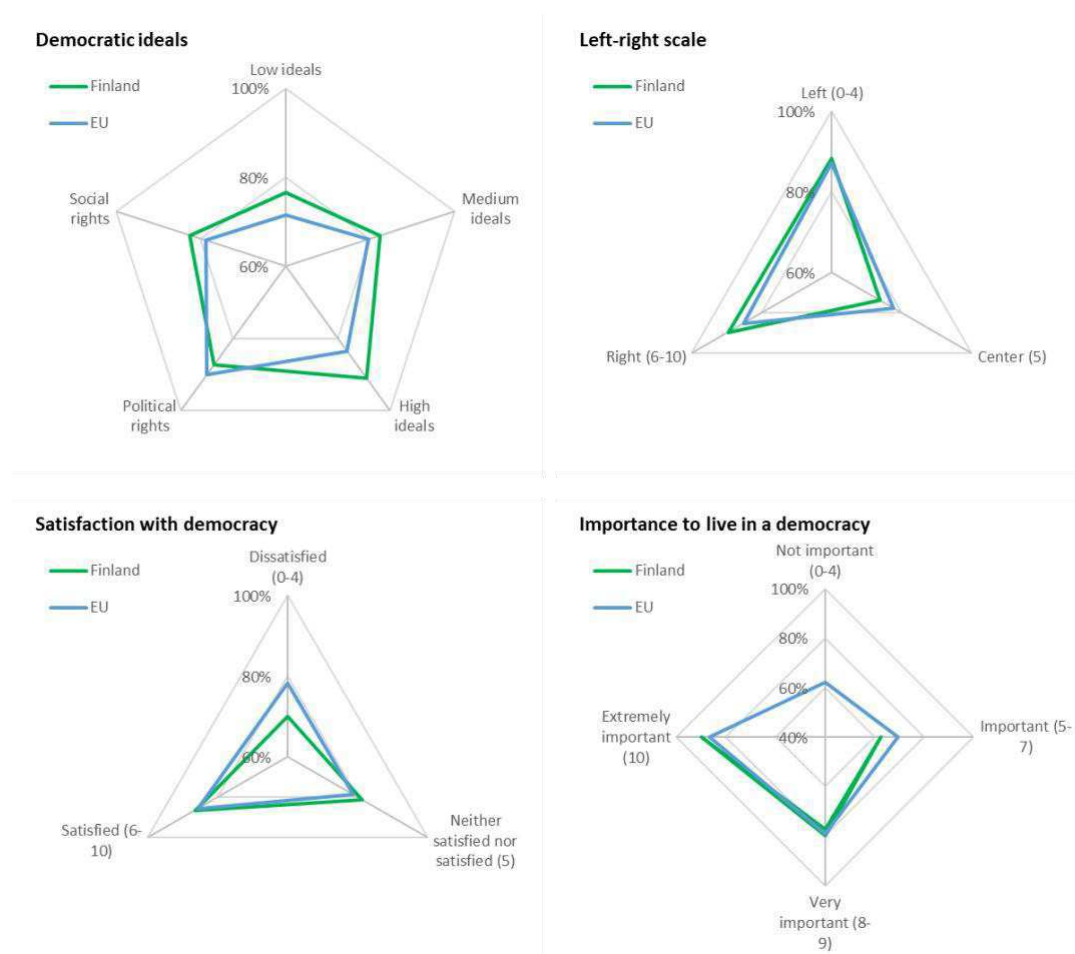 Democratic ideals
Finland
EU
Low ideals
100%
80%
60%
Social
rights
Medium
ideals
Political
rights
High
ideals
Left-right scale
Finland
EU
Left (0-4)
100%
80%
60%
Right (6-10)
Center (5)
Satisfaction with democracy
Finland
EU
Dissatisfied
(0-4)
100%
80%
60%
Satisfied (6-
10)
Neither
satisfied nor
satisfied (5)
Importance to live in a democracy
Finland
EU
Not important
(0-4)
100%
80%
60%
40%
Extremely
important
(10)
Important (5-
7)
Very
important (8-
9)